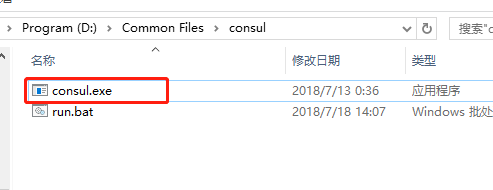 Program (D:) › Common Files › consul
搜索"c
名称 修改日期 类型
consul.exe 2018/7/13 0:36 应用程序
run.bat 2018/7/18 14:07 Windows 批处